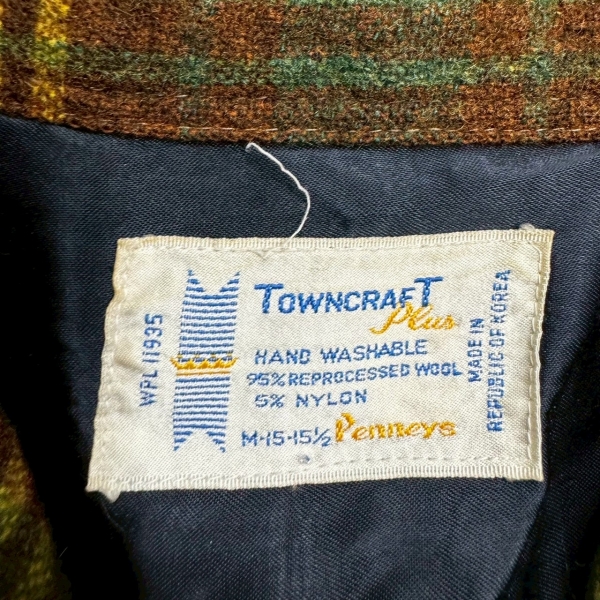 WPL 11935
TOWNCRAFT
Plus
HAND WASHABLE
95% REPROCESSED WOOL
5% NYLON
M-15-15½ Penneys
MADE IN
REPUBLIC OF KOREA